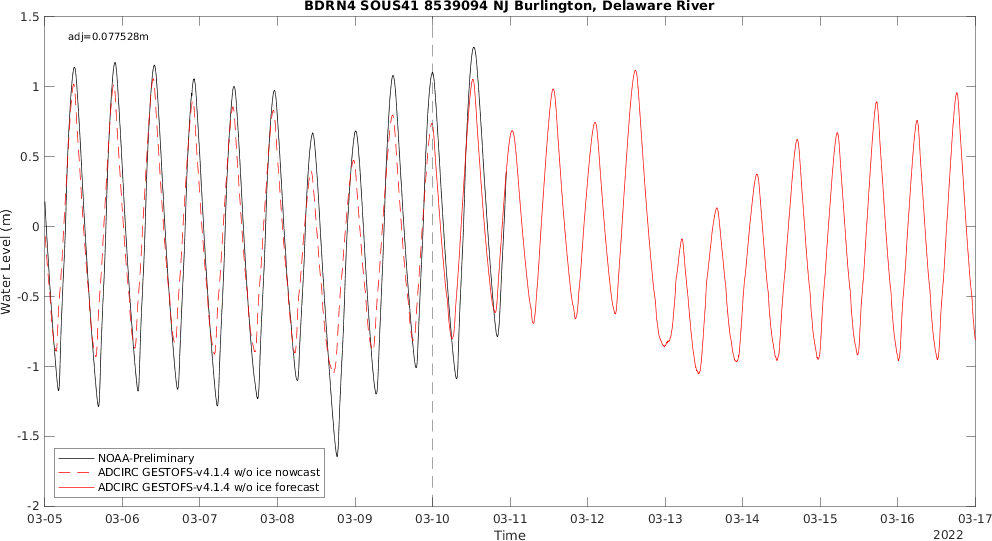 BDRN4 SOUS41 8539094 NJ Burlington, Delaware River
adj=0.077528m
1.5
1
0.5
0
-0.5
-1
-1.5
-2
Water Level (m)
NOAA-Preliminary
ADCIRC GESTOFS-v4.1.4 w/o ice nowcast
ADCIRC GESTOFS-v4.1.4 w/o ice forecast
03-05 03-06 03-07 03-08 03-09 03-10 03-11 03-12 03-13 03-14 03-15 03-16 03-17
Time
2022